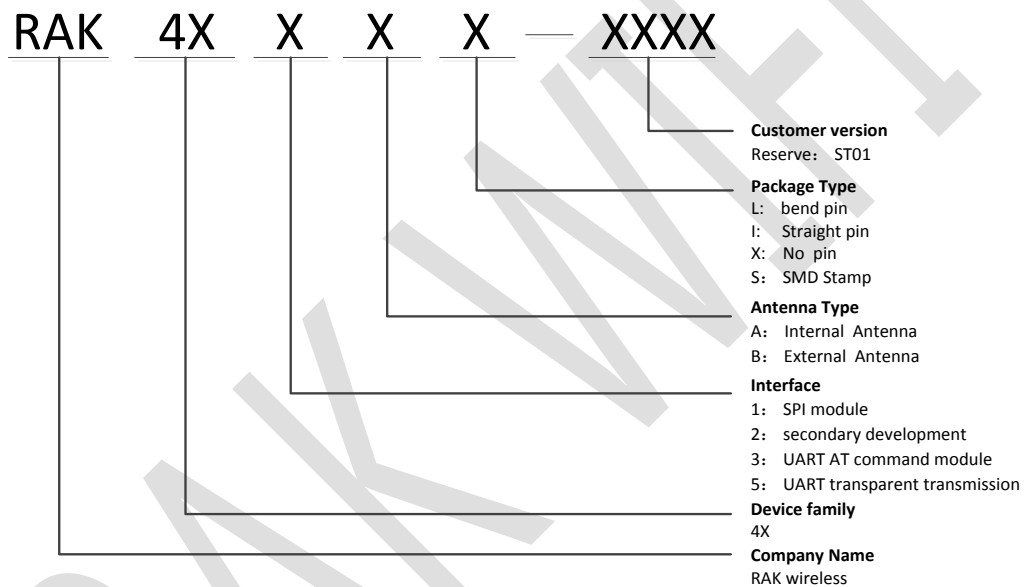 RAK 4X X X X — XXXX
Customer version
Reserve： ST01
Package Type
L: bend pin
I: Straight pin
X: No pin
S： SMD Stamp
Antenna Type
A： Internal Antenna
B： External Antenna
Interface
1： SPI module
2： secondary development
3： UART AT command module
5： UART transparent transmission
Device family
4X
Company Name
RAK wireless
RAK WIFI